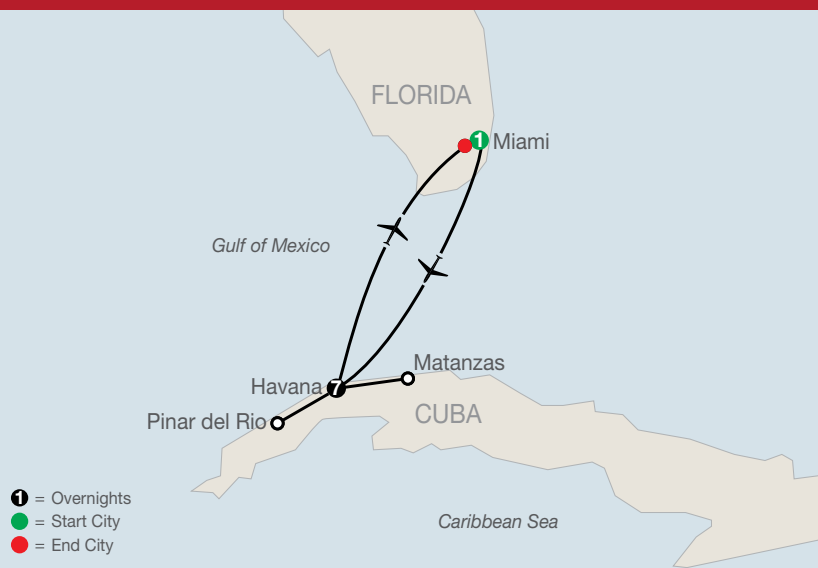 FLORIDA
1 Miami
Gulf of Mexico
Matanzas
Havana 7
Pinar del Rio
CUBA
1 = Overnights
= Start City
= End City
Caribbean Sea